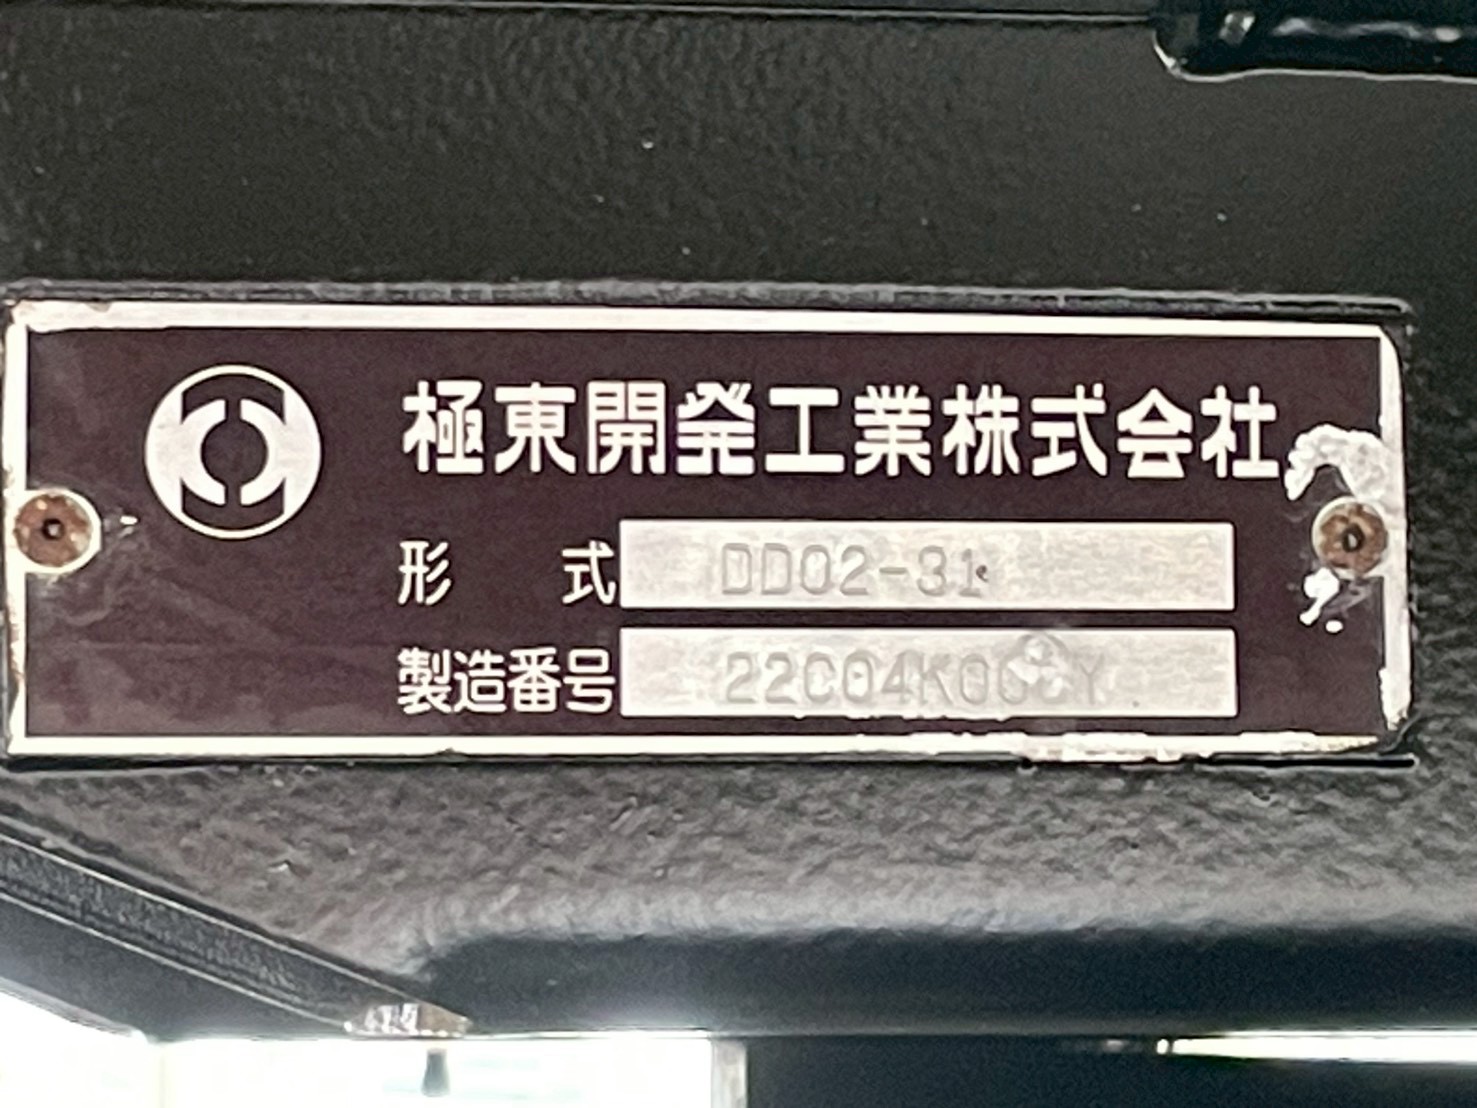 極東開発工業株式会社
形 式 DD02-31
製造番号